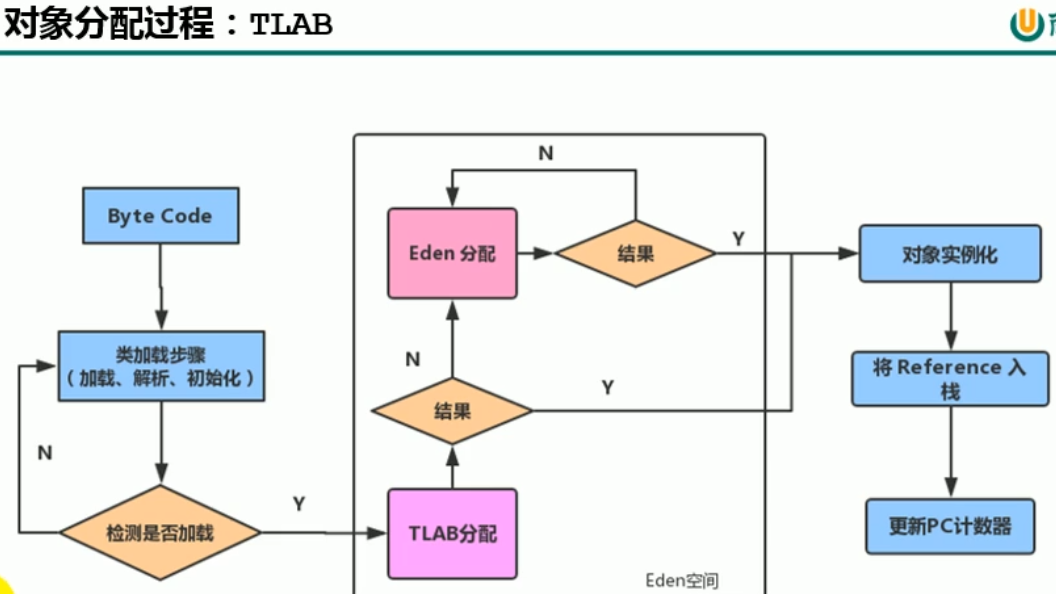 对象分配过程：TLAB
Byte Code
类加载步骤
（加载、解析、初始化）
N
检测是否加载
Y
N
Eden 分配
结果
Y
N
结果
Y
TLAB分配
Eden空间
对象实例化
将 Reference 入
栈
更新PC计数器